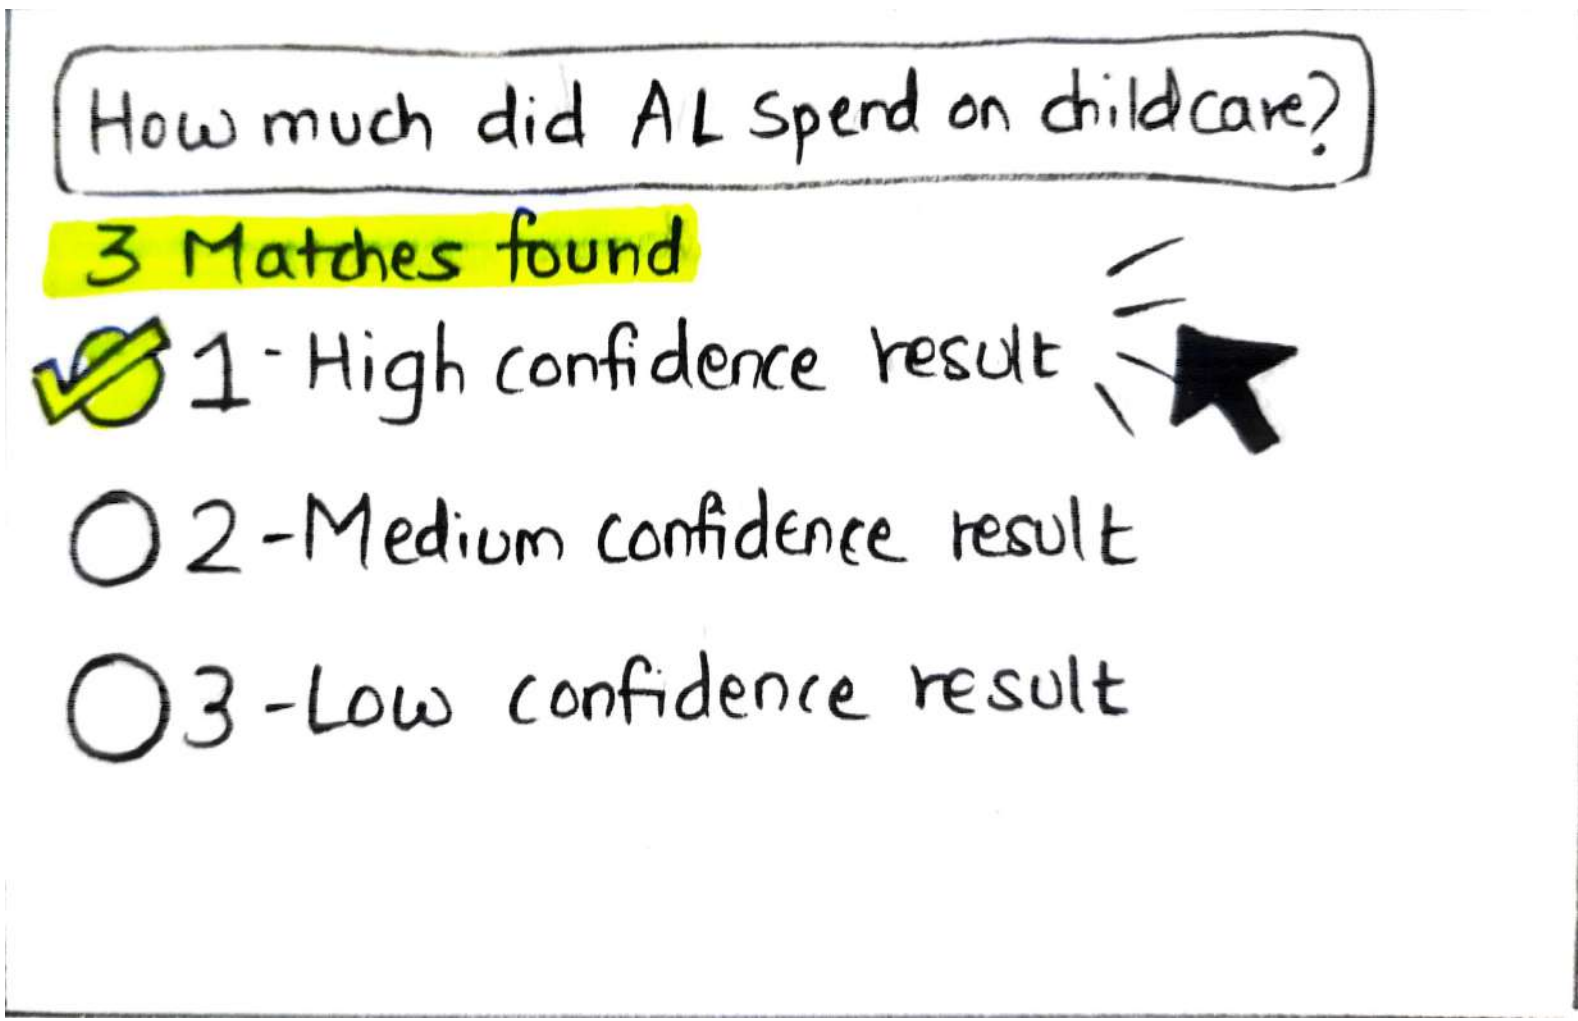 How much did AL spend on childcare?
3 Matches found
1-High confidence result
2-Medium confidence result
3-Low confidence result